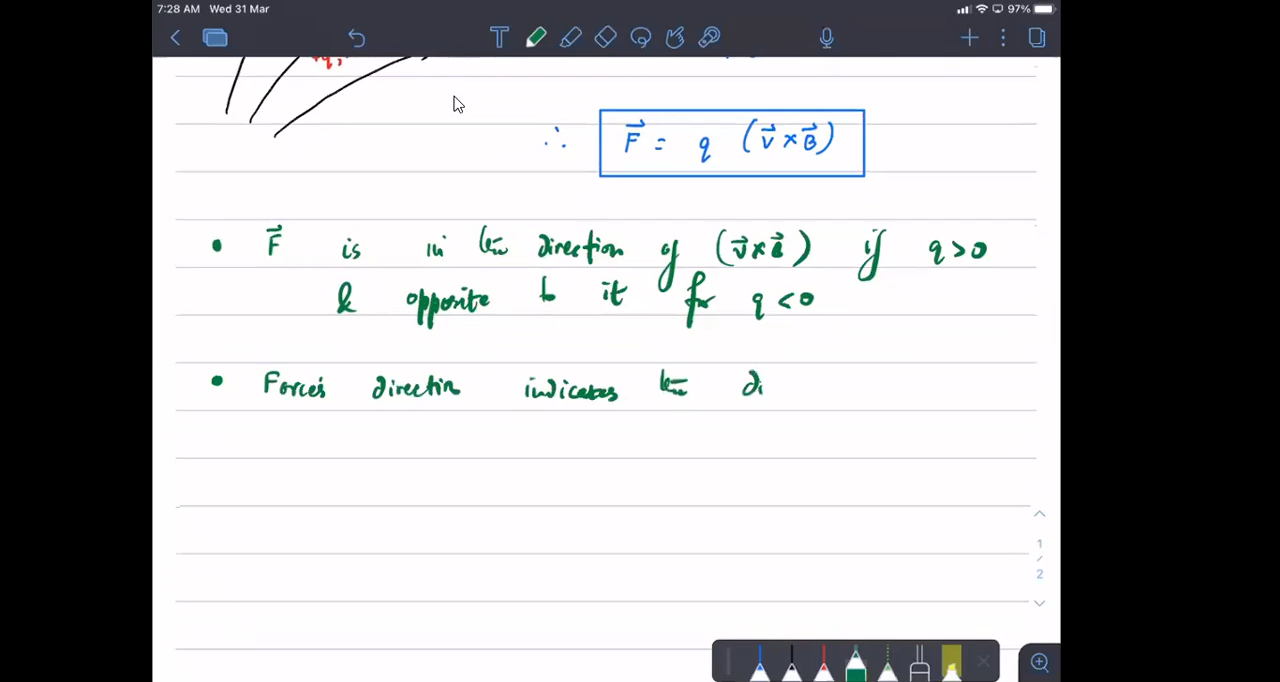 7:28 AM Wed 31 Mar
97%
T
q,
∴ F⃗ = q (v⃗ × B⃗)
• F⃗ is in the direction of (v⃗ × B⃗) if q > 0
& opposite to it for q < 0
• Force's direction indicates the di
1
/
2